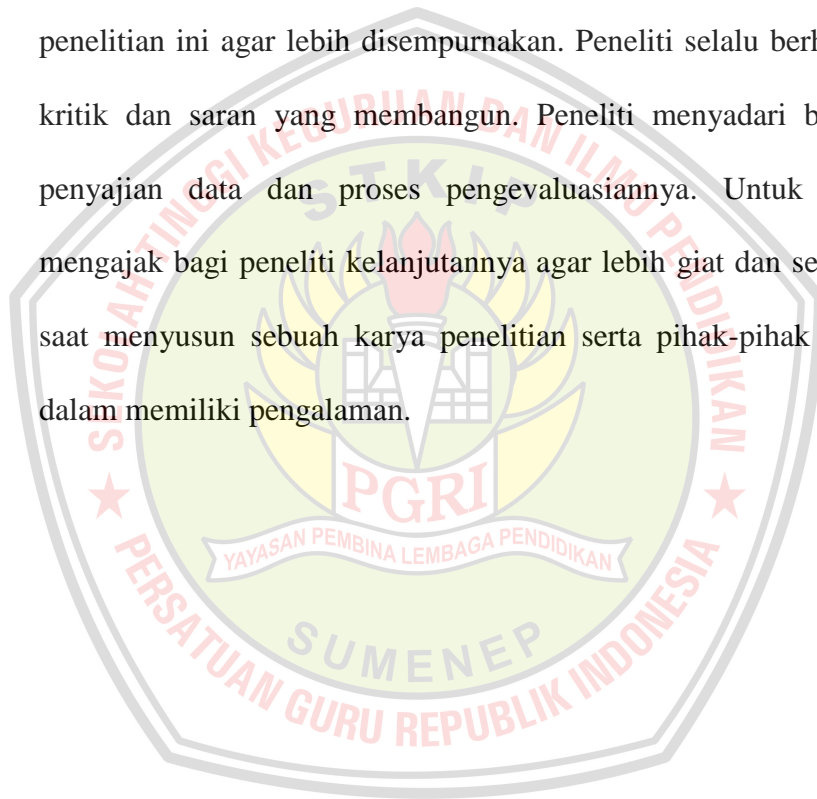 penelitian ini agar lebih disempurnakan. Peneliti selalu
kritik dan saran yang membangun. Peneliti menyadari
penyajian data dan proses pengevaluasiannya. Untuk
mengajak bagi peneliti kelanjutannya agar lebih giat dan
saat menyusun sebuah karya penelitian serta pihak-pihak
dalam memiliki pengalaman.
SEKOLAH TINGGI KEGURUAN DAN ILMU PENDIDIKAN
STKIP
PGRI
YAYASAN PEMBINA LEMBAGA PENDIDIKAN
SUMENEP
PERSATUAN GURU REPUBLIK INDONESIA